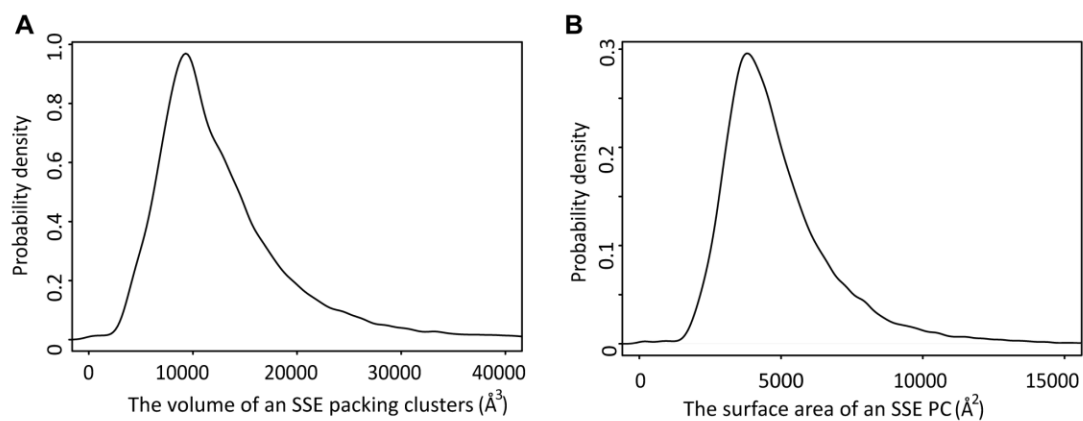 A
Probability density
1.0
0.8
0.6
0.4
0.2
0
0 10000 20000 30000 40000
The volume of an SSE packing clusters (Å³)
B
Probability density
0.3
0.2
0.1
0
0 5000 10000 15000
The surface area of an SSE PC (Å²)